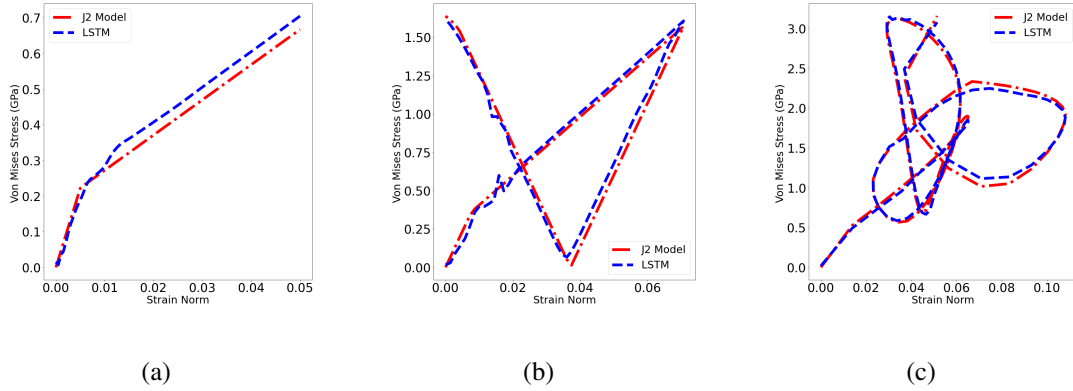 J2 Model
LSTM
Von Mises Stress (GPa)
0.7
0.6
0.5
0.4
0.3
0.2
0.1
0.0
0.00 0.01 0.02 0.03 0.04 0.05
Strain Norm
(a)
J2 Model
LSTM
Von Mises Stress (GPa)
1.50
1.25
1.00
0.75
0.50
0.25
0.00
0.00 0.02 0.04 0.06
Strain Norm
(b)
J2 Model
LSTM
Von Mises Stress (GPa)
3.0
2.5
2.0
1.5
1.0
0.5
0.0
0.00 0.02 0.04 0.06 0.08 0.10
Strain Norm
(c)